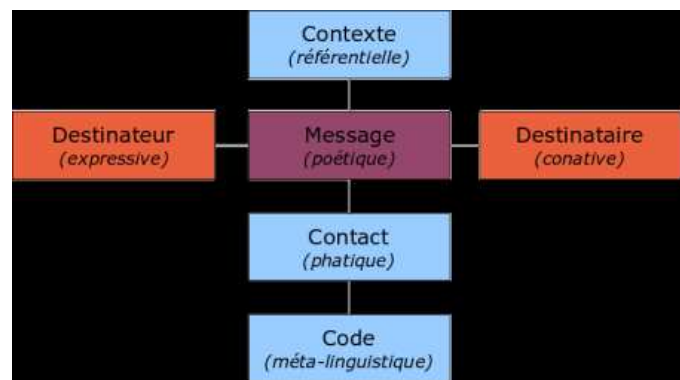 Contexte
(référentielle)
Destinateur
(expressive)
Message
(poétique)
Destinataire
(conative)
Contact
(phatique)
Code
(méta-linguistique)